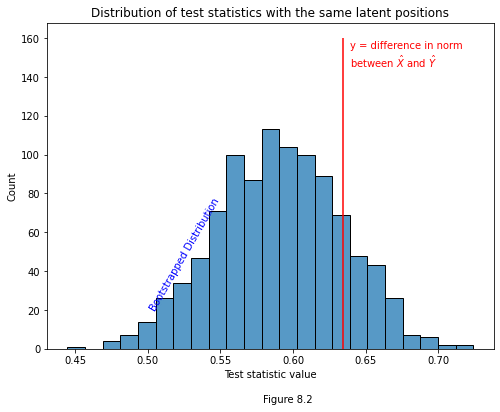 Distribution of test statistics with the same latent positions
160
140
120
100
80
60
40
20
0
Count
y = difference in norm
between X̂ and Ŷ
Bootstrapped Distribution
0.45 0.50 0.55 0.60 0.65 0.70
Test statistic value
Figure 8.2